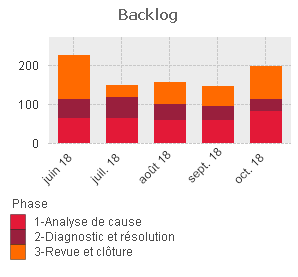 Backlog
200
100
0
juin 18
juil. 18
août 18
sept. 18
oct. 18
Phase
1-Analyse de cause
2-Diagnostic et résolution
3-Revue et clôture